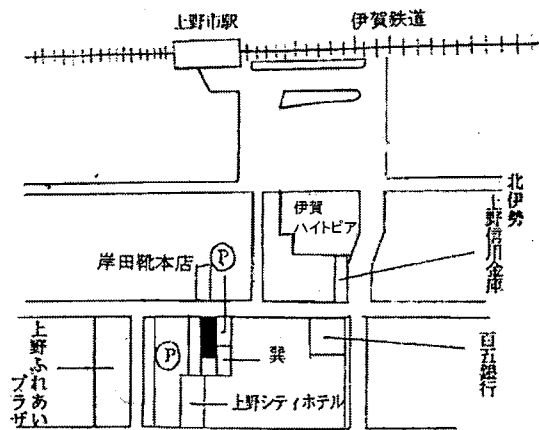 上野市駅
伊賀鉄道
北伊勢
上野信用金庫
伊賀
ハイトピア
岸田靴本店
P
P
巽
百五銀行
上野ふれあい
プラザ
上野シティホテル